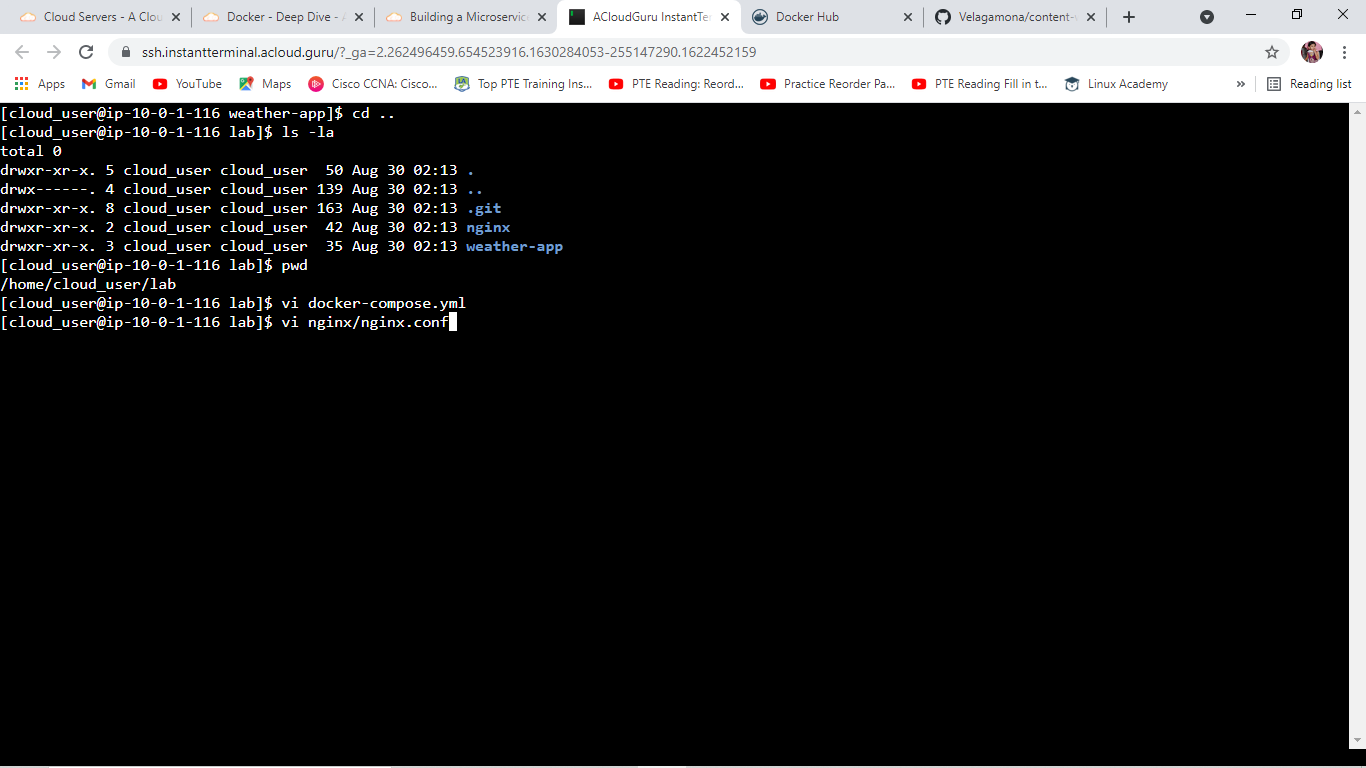 Cloud Servers - A Clou
Docker - Deep Dive -
Building a Microservic
ACloudGuru InstantTer
Docker Hub
Velagamona/content-
ssh.instantterminal.acloud.guru/?_ga=2.262496459.654523916.1630284053-255147290.1622452159
Apps
Gmail
YouTube
Maps
Cisco CCNA: Cisco...
Top PTE Training Ins...
PTE Reading: Reord...
Practice Reorder Pa...
PTE Reading Fill in t...
Linux Academy
»
Reading list
[cloud_user@ip-10-0-1-116 weather-app]$ cd ..
[cloud_user@ip-10-0-1-116 lab]$ ls -la
total 0
drwxr-xr-x. 5 cloud_user cloud_user  50 Aug 30 02:13 .
drwx------. 4 cloud_user cloud_user 139 Aug 30 02:13 ..
drwxr-xr-x. 8 cloud_user cloud_user 163 Aug 30 02:13 .git
drwxr-xr-x. 2 cloud_user cloud_user  42 Aug 30 02:13 nginx
drwxr-xr-x. 3 cloud_user cloud_user  35 Aug 30 02:13 weather-app
[cloud_user@ip-10-0-1-116 lab]$ pwd
/home/cloud_user/lab
[cloud_user@ip-10-0-1-116 lab]$ vi docker-compose.yml
[cloud_user@ip-10-0-1-116 lab]$ vi nginx/nginx.conf